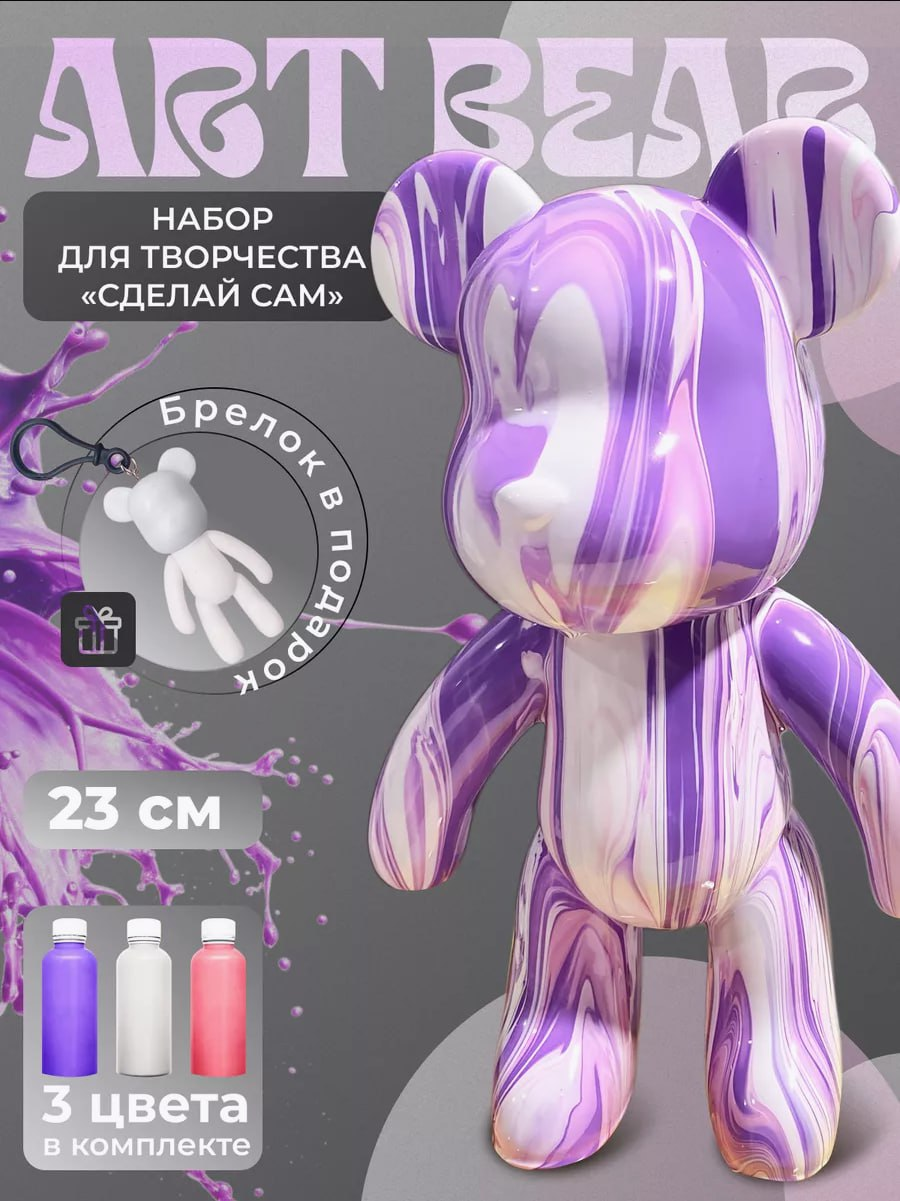 ART BEAR
НАБОР
ДЛЯ ТВОРЧЕСТВА
«СДЕЛАЙ САМ»
Брелок в подарок
23 см
3 цвета
в комплекте